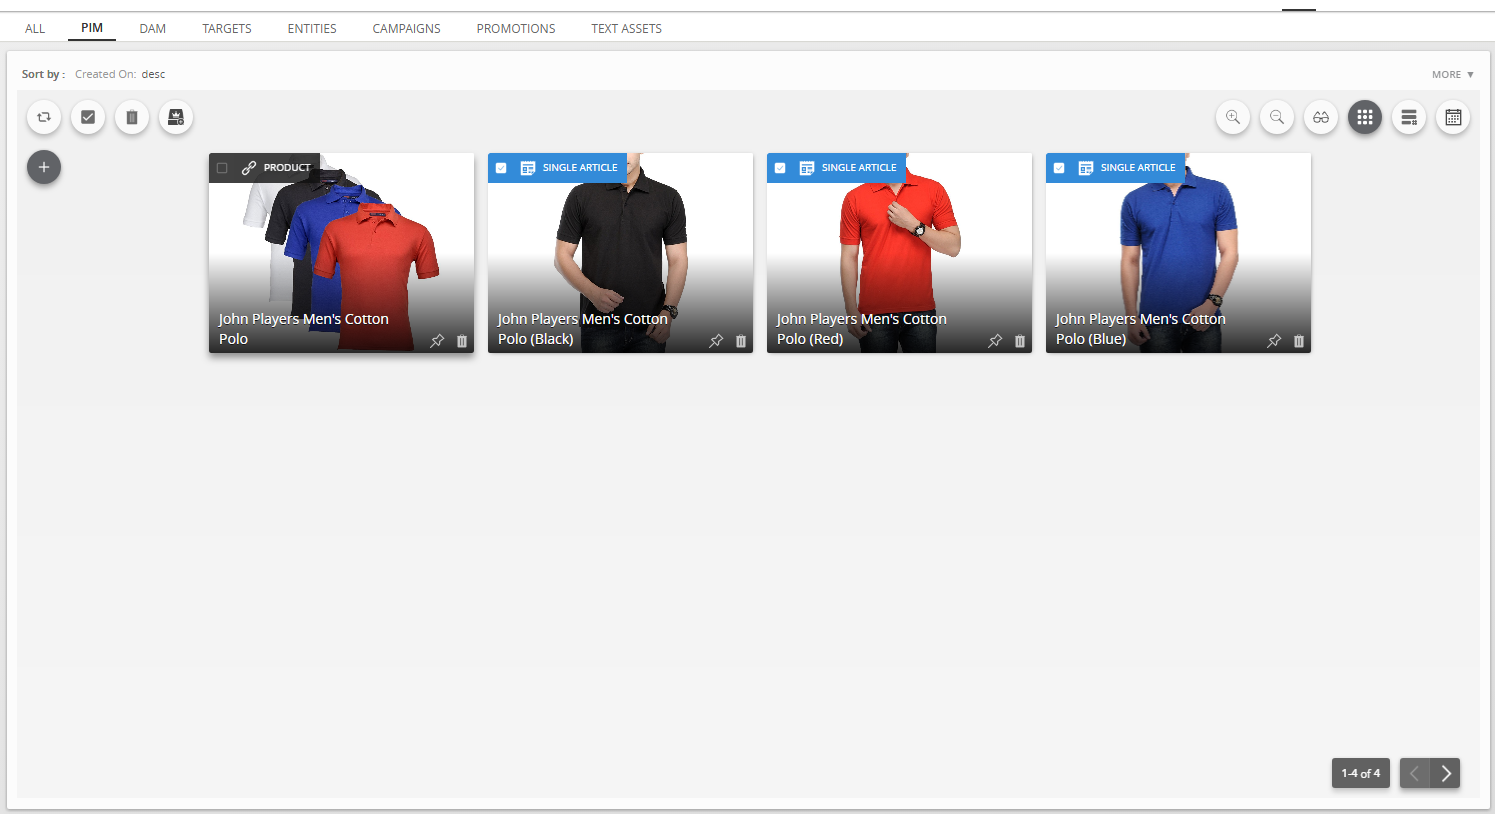 ALL PIM DAM TARGETS ENTITIES CAMPAIGNS PROMOTIONS TEXT ASSETS
Sort by : Created On: desc MORE ▼
PRODUCT
John Players Men's Cotton
Polo
SINGLE ARTICLE
John Players Men's Cotton
Polo (Black)
SINGLE ARTICLE
John Players Men's Cotton
Polo (Red)
SINGLE ARTICLE
John Players Men's Cotton
Polo (Blue)
1-4 of 4